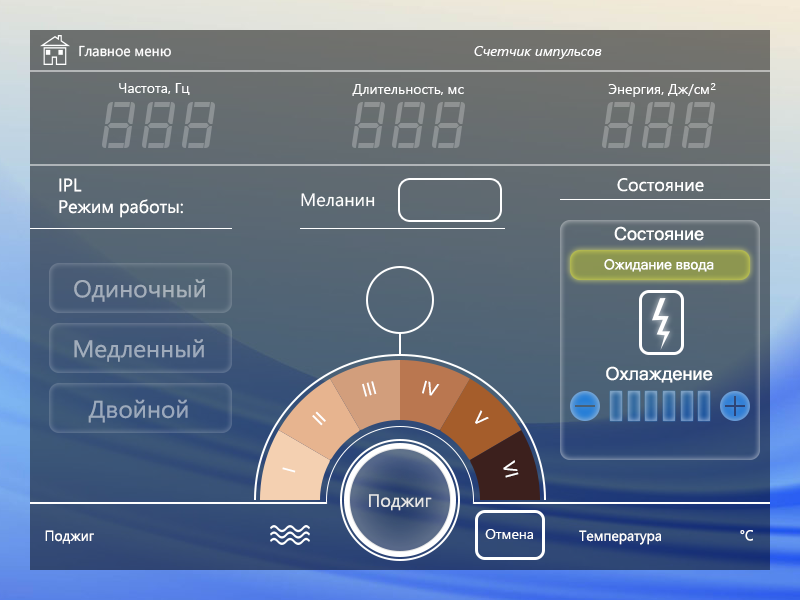 Главное меню
Счетчик импульсов
Частота, Гц
Длительность, мс
Энергия, Дж/см²
888
888
888
IPL
Режим работы:
Меланин
Состояние
Состояние
Ожидание ввода
Одиночный
Медленный
Двойной
Охлаждение
I
II
III
IV
V
VI
Поджиг
Поджиг
Отмена
Температура
°C